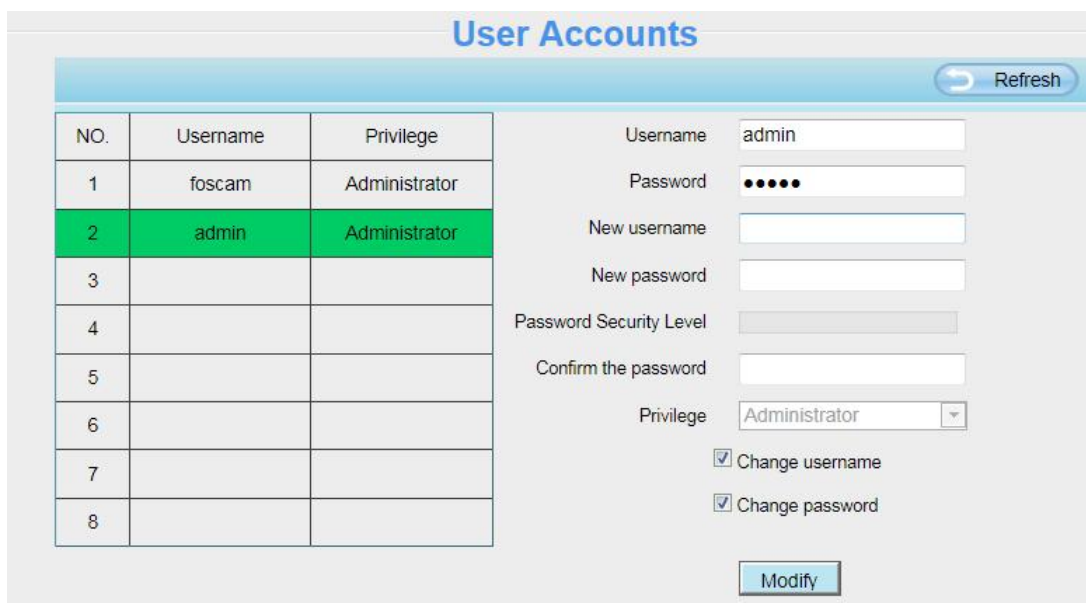 User Accounts
Refresh
NO. Username Privilege
1 foscam Administrator
2 admin Administrator
3
4
5
6
7
8
Username admin
Password •••••
New username
New password
Password Security Level
Confirm the password
Privilege Administrator
Change username
Change password
Modify